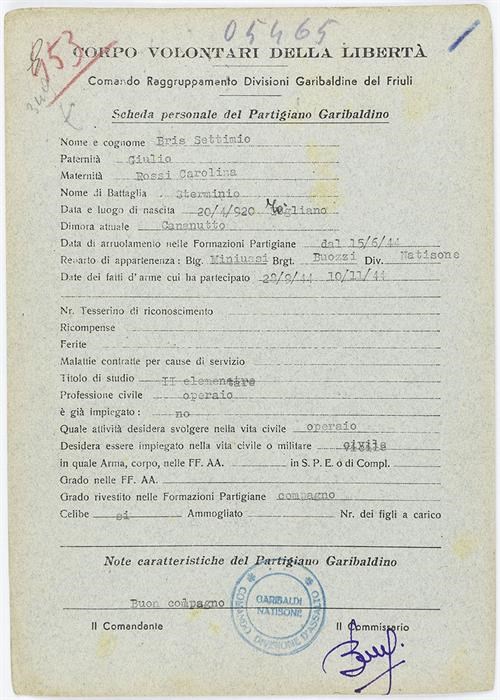 05465
953
CORPO VOLONTARI DELLA LIBERTÀ
Comando Raggruppamento Divisioni Garibaldine del Friuli
Scheda personale del Partigiano Garibaldino
Nome e cognome Bris Settimio
Paternità Giulio
Maternità Rossi Carolina
Nome di Battaglia Sterminio
Data e luogo di nascita 20/4/920
Dimora attuale Cananutto
Data di arruolamento nelle Formazioni Partigiane dal 15/6/44
Reparto di appartenenza: Btg. Miniussi Brgt. Buozzi Div. Natisone
Date dei fatti d'arme cui ha partecipato 28/9/44 10/11/44
Nr. Tesserino di riconoscimento
Ricompense
Ferite
Malattie contratte per cause di servizio
Titolo di studio II elementare
Professione civile operaio
è già impiegato: no
Quale attività desidera svolgere nella vita civile operaio
Desidera essere impiegato nella vita civile o militare civile
in quale Arma, corpo, nelle FF. AA. in S. P. E. o di Compl.
Grado nelle FF. AA.
Grado rivestito nelle Formazioni Partigiane compagno
Celibe si Ammogliato Nr. dei figli a carico
Note caratteristiche del Partigiano Garibaldino
Buon compagno
COMANDO DIVISIONE D'ASSALTO
GARIBALDI
NATISONE
Il Comandante Il Commissario